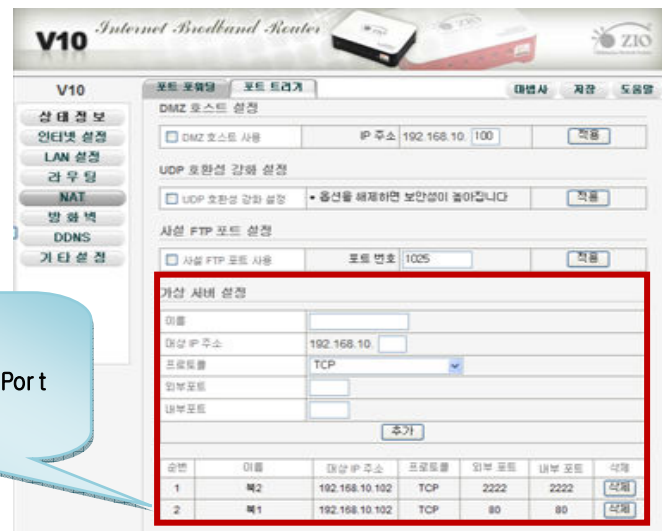 V10 Internet Brodband Router ZIO
V10
포트 포워딩 포트 트리거 마법사 저장 도움말
상태정보
인터넷 설정
LAN 설정
라우팅
NAT
방화벽
DDNS
기타설정
DMZ 호스트 설정
DMZ 호스트 사용 IP 주소 192.168.10. 100 적용
UDP 호환성 강화 설정
UDP 호환성 강화 설정 • 옵션을 해제하면 보안성이 높아집니다 적용
사설 FTP 포트 설정
사설 FTP 포트 사용 포트 번호 1025 적용
Port
가상 서버 설정
이름
대상 IP 주소 192.168.10.
프로토콜 TCP
외부포트
내부포트
추가
순번 이름 대상 IP 주소 프로토콜 외부 포트 내부 포트 삭제
1 웹2 192.168.10.102 TCP 2222 2222 삭제
2 웹1 192.168.10.102 TCP 80 80 삭제